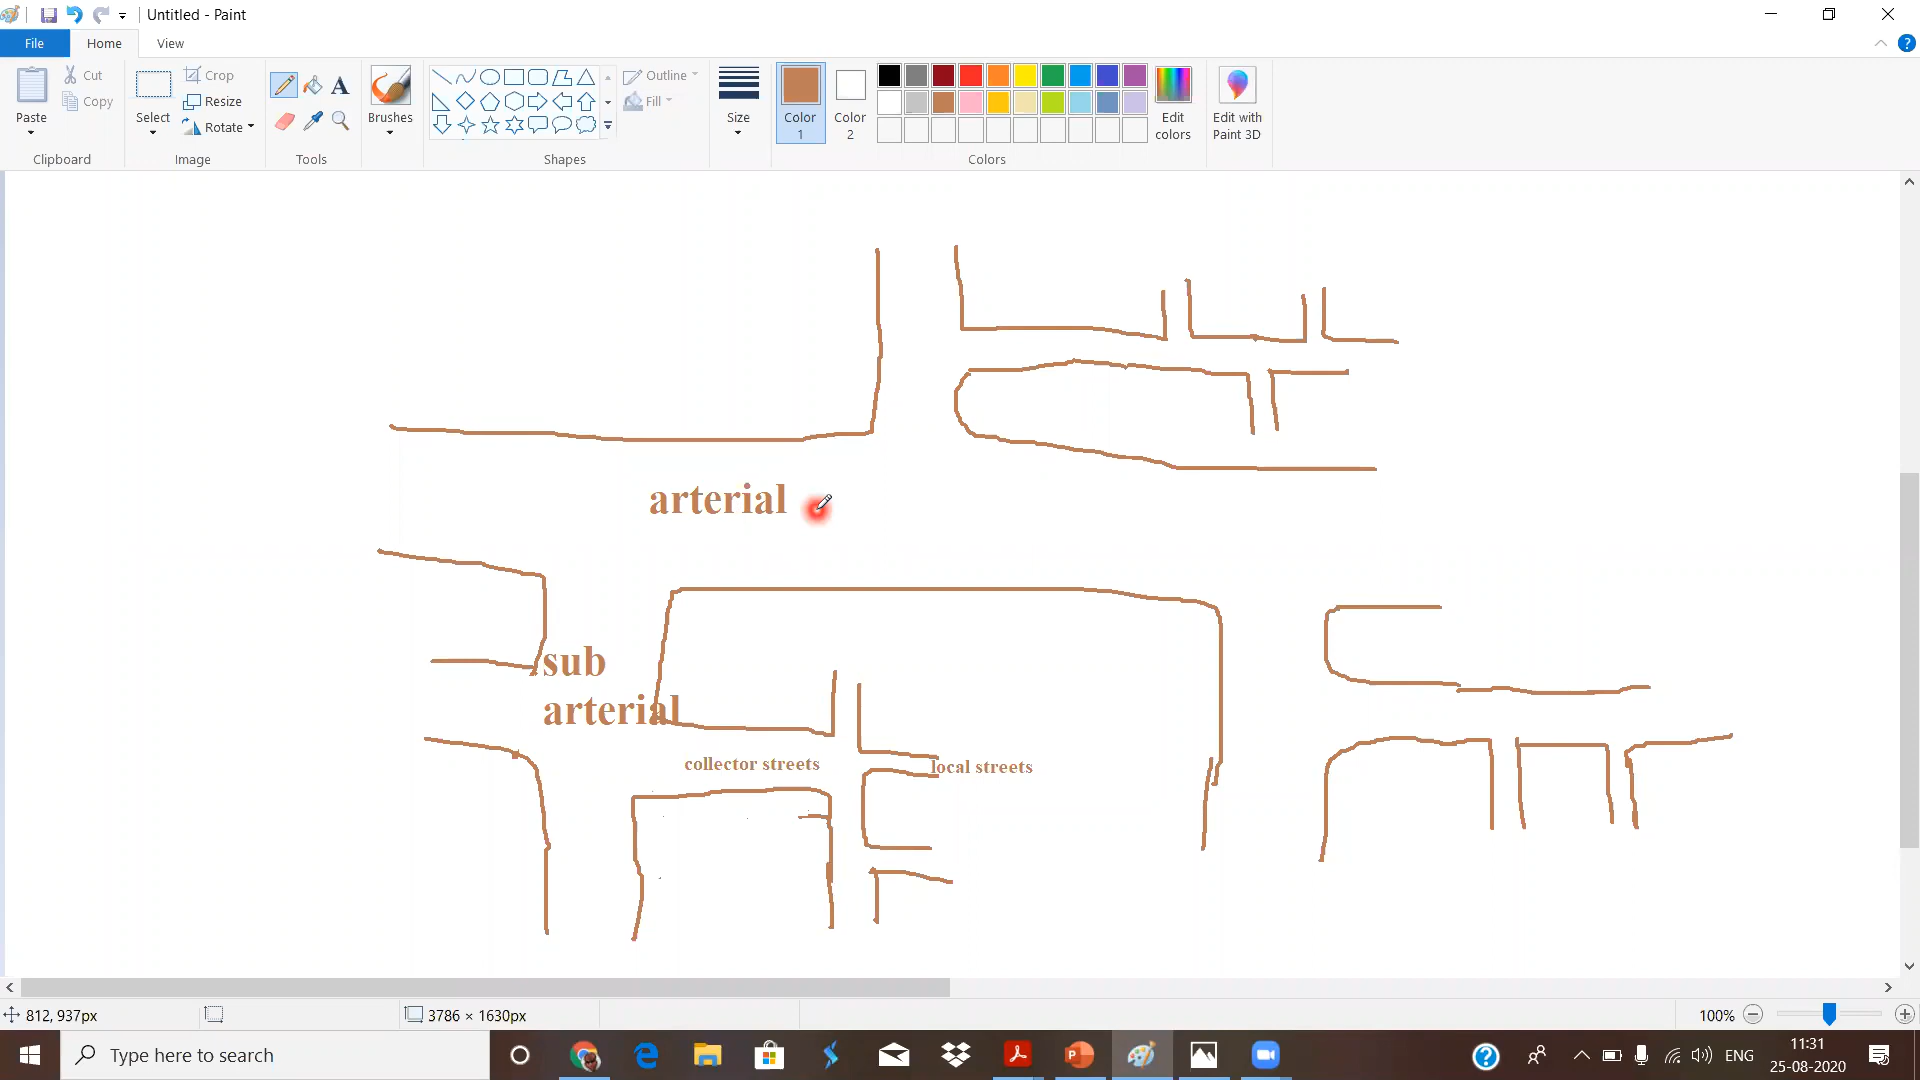 Untitled - Paint
File
Home
View
Paste
Cut
Copy
Clipboard
Select
Crop
Resize
Rotate
Image
Tools
Brushes
Shapes
Outline
Fill
Size
Color
1
Color
2
Colors
Edit
colors
Edit with
Paint 3D
arterial
sub
arterial
collector streets
local streets
812, 937px
3786 × 1630px
100%
Type here to search
ENG
11:31
25-08-2020